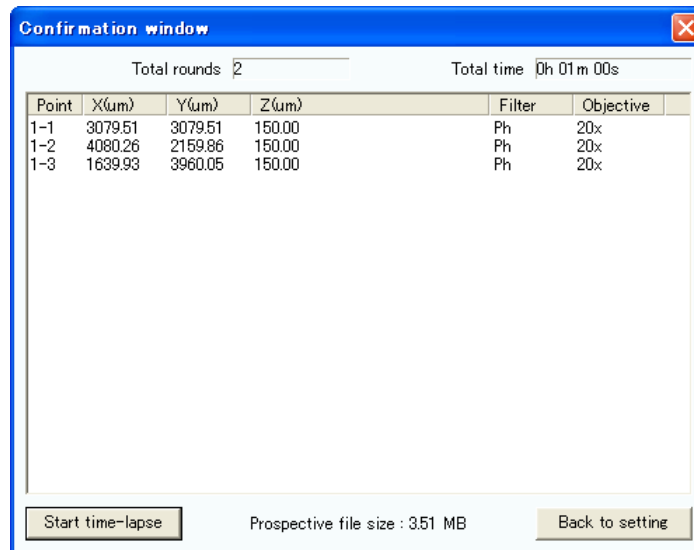 Confirmation window
Total rounds 2 Total time 0h 01m 00s
Point X(um) Y(um) Z(um) Filter Objective
1-1 3079.51 3079.51 150.00 Ph 20x
1-2 4080.26 2159.86 150.00 Ph 20x
1-3 1639.93 3960.05 150.00 Ph 20x
Start time-lapse Prospective file size : 3.51 MB Back to setting